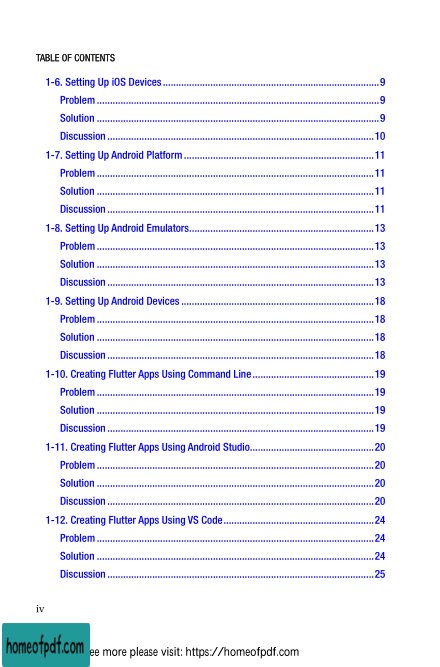 TABLE OF CONTENTS
1-6. Setting Up iOS Devices ........................................................................ 9
Problem ........................................................................ 9
Solution ........................................................................ 9
Discussion ........................................................................ 10
1-7. Setting Up Android Platform ........................................................................ 11
Problem ........................................................................ 11
Solution ........................................................................ 11
Discussion ........................................................................ 11
1-8. Setting Up Android Emulators ........................................................................ 13
Problem ........................................................................ 13
Solution ........................................................................ 13
Discussion ........................................................................ 13
1-9. Setting Up Android Devices ........................................................................ 18
Problem ........................................................................ 18
Solution ........................................................................ 18
Discussion ........................................................................ 18
1-10. Creating Flutter Apps Using Command Line ........................................................................ 19
Problem ........................................................................ 19
Solution ........................................................................ 19
Discussion ........................................................................ 19
1-11. Creating Flutter Apps Using Android Studio ........................................................................ 20
Problem ........................................................................ 20
Solution ........................................................................ 20
Discussion ........................................................................ 20
1-12. Creating Flutter Apps Using VS Code ........................................................................ 24
Problem ........................................................................ 24
Solution ........................................................................ 24
Discussion ........................................................................ 25
iv
homeofpdf.com ee more please visit: https://homeofpdf.com